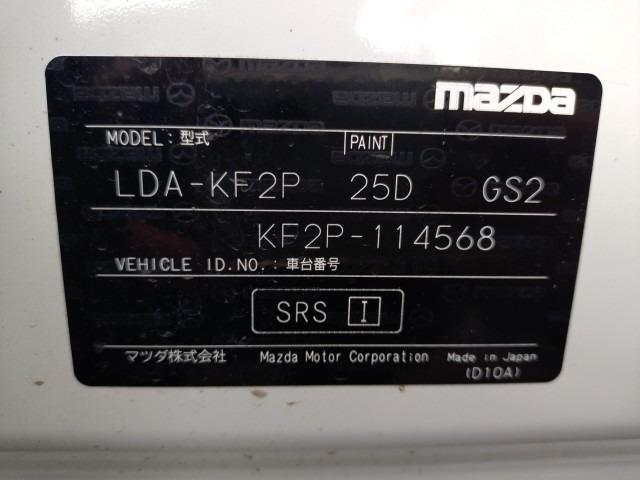 mazda
MODEL: 型式 PAINT
LDA-KF2P 25D GS2
KF2P-114568
VEHICLE ID.NO.: 車台番号
SRS I
マツダ株式会社 Mazda Motor Corporation Made in Japan
(D10A)